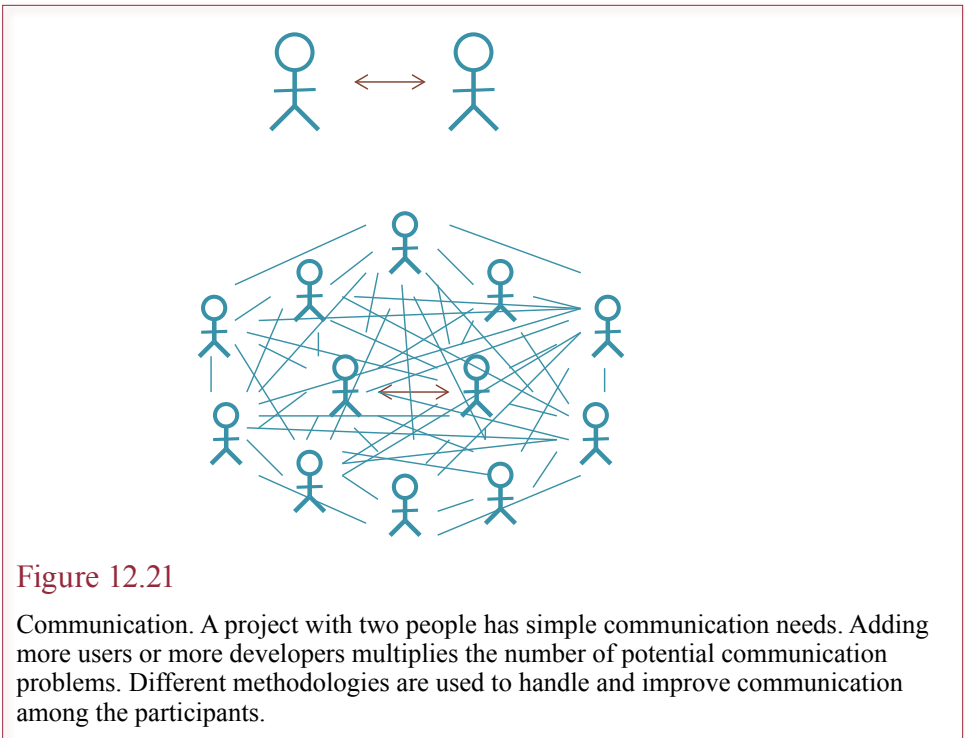 Figure 12.21
Communication. A project with two people has simple communication needs. Adding
more users or more developers multiplies the number of potential communication
problems. Different methodologies are used to handle and improve communication
among the participants.